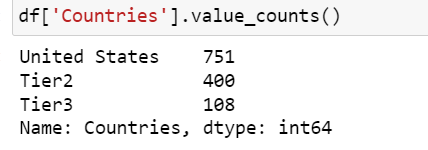 df['Countries'].value_counts()
United States 751
Tier2 400
Tier3 108
Name: Countries, dtype: int64